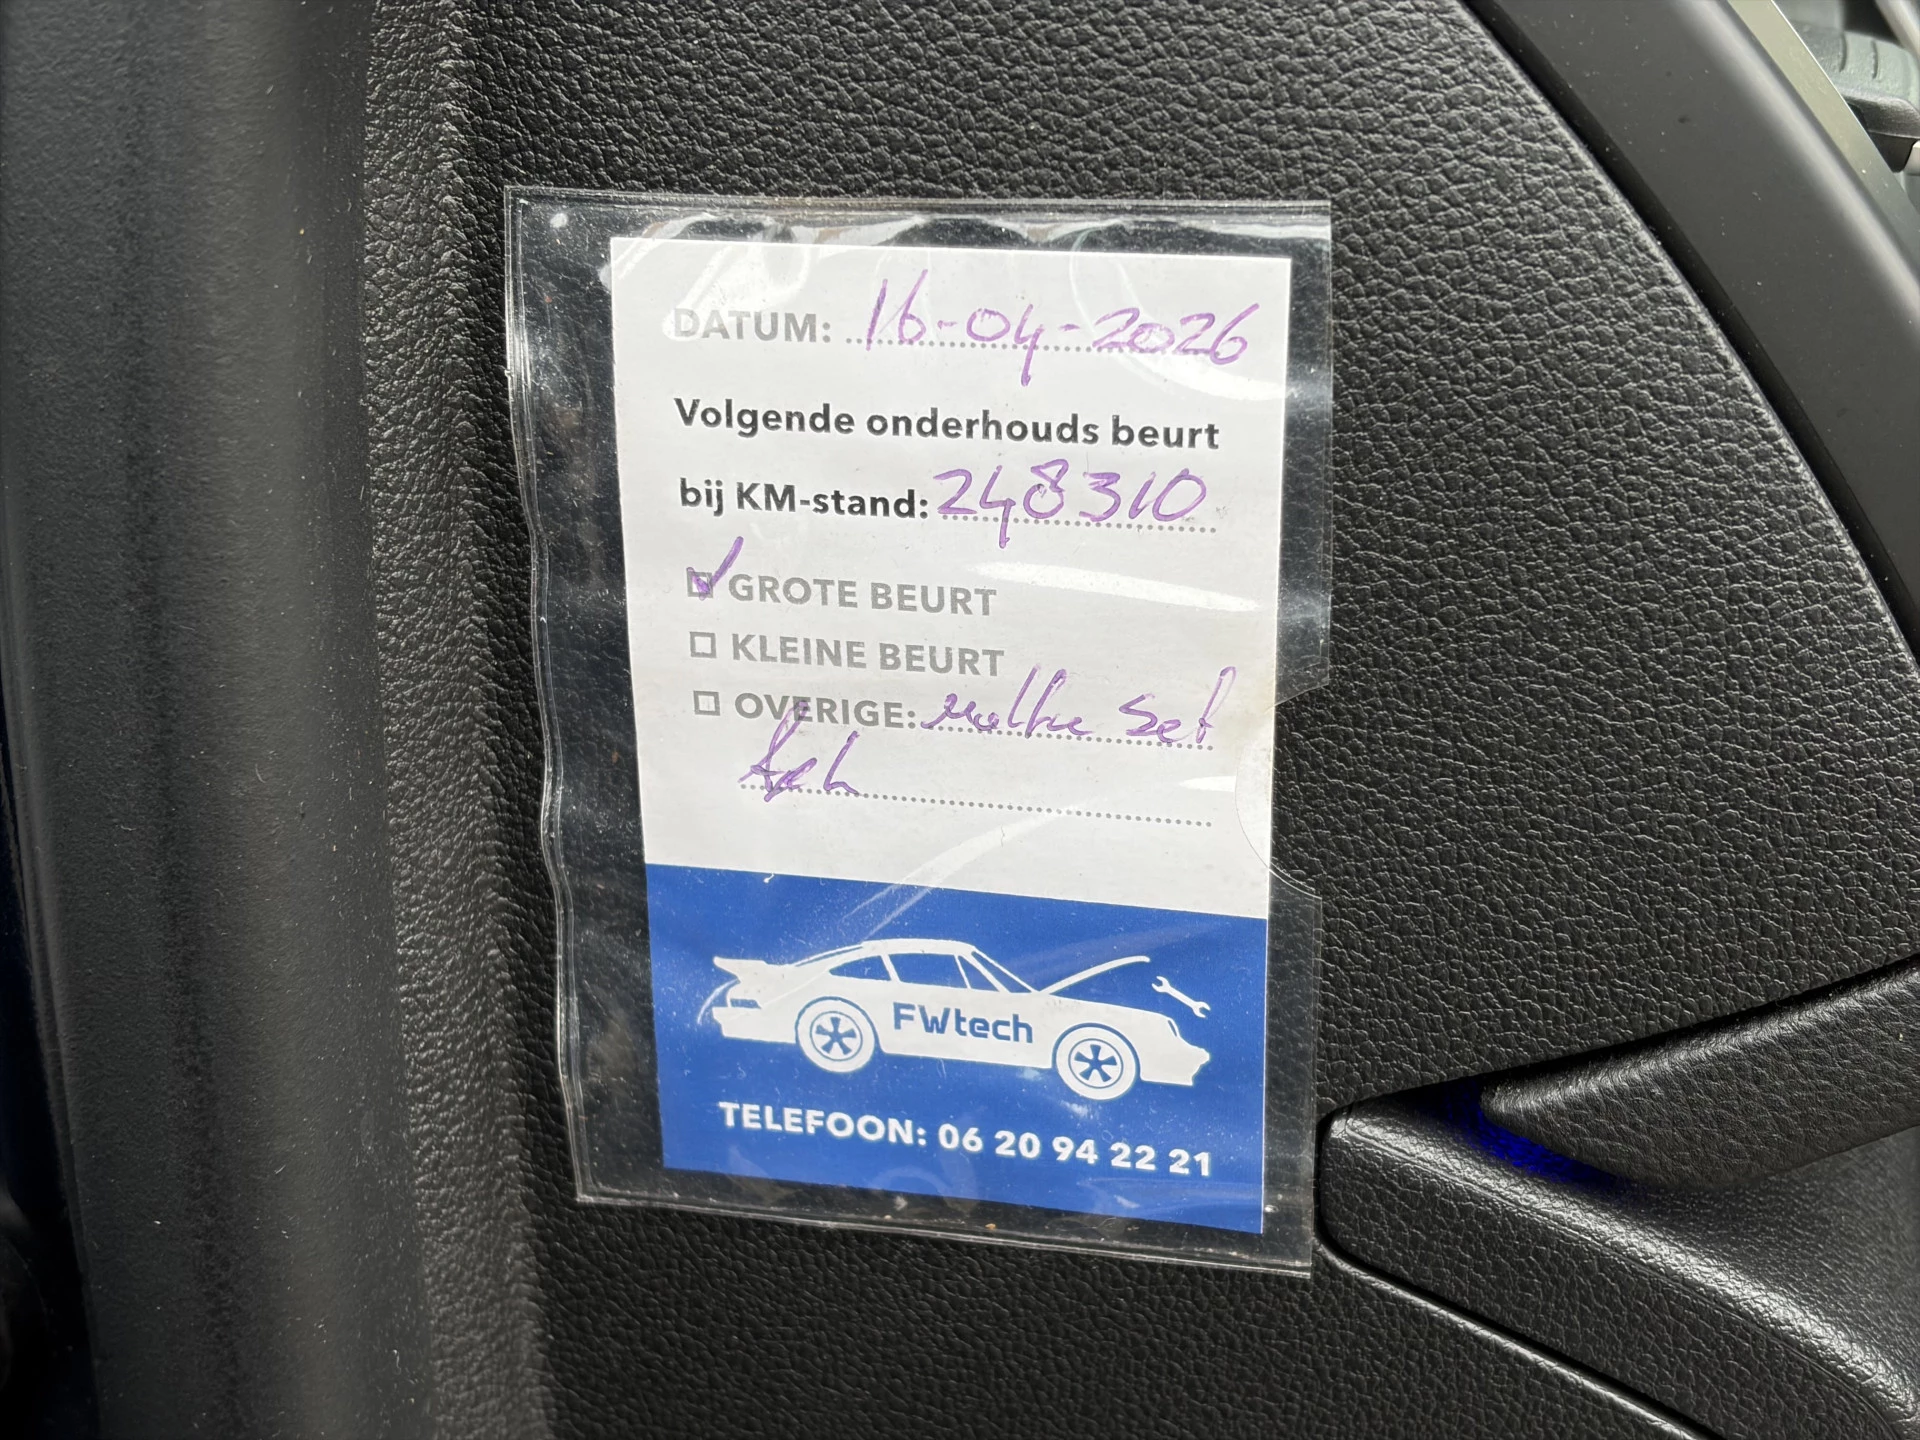 DATUM: 16-04-2026
Volgende onderhouds beurt
bij KM-stand: 248310
GROTE BEURT
KLEINE BEURT
OVERIGE: set
FWtech
TELEFOON: 06 20 94 22 21